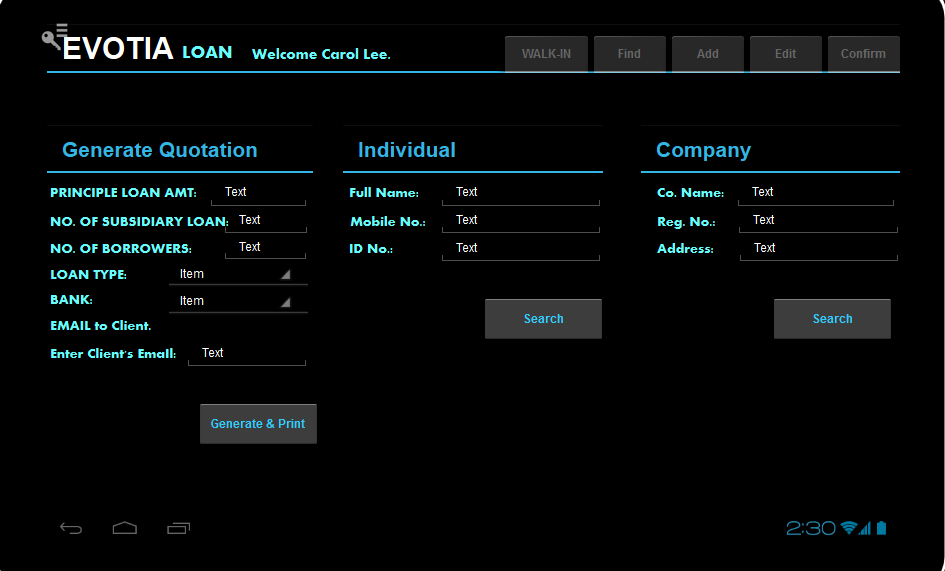 EVOTIA LOAN Welcome Carol Lee.
WALK-IN Find Add Edit Confirm
Generate Quotation
PRINCIPLE LOAN AMT: Text
NO. OF SUBSIDIARY LOAN: Text
NO. OF BORROWERS: Text
LOAN TYPE: Item
BANK: Item
EMAIL to Client.
Enter Client's Email: Text
Generate & Print
Individual
Full Name: Text
Mobile No.: Text
ID No.: Text
Search
Company
Co. Name: Text
Reg. No.: Text
Address: Text
Search
2:30